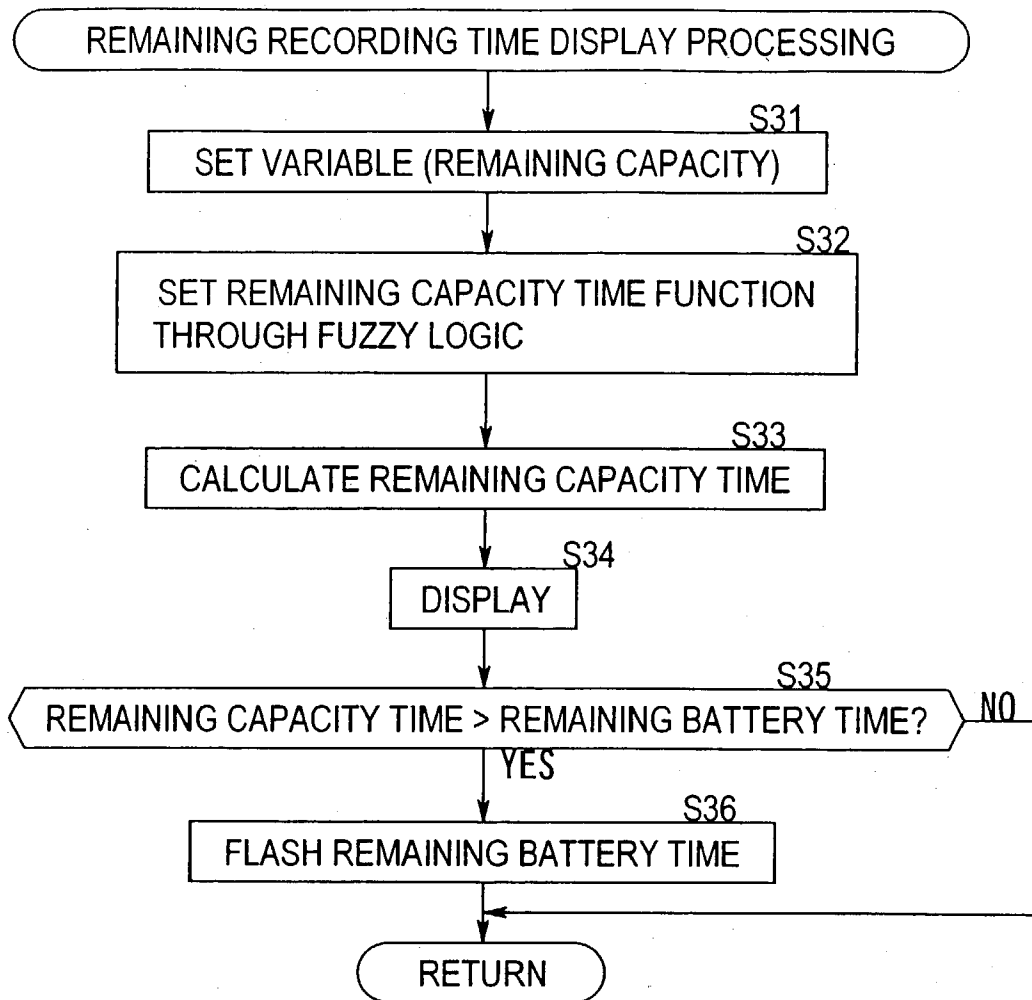 REMAINING RECORDING TIME DISPLAY PROCESSING
S31
SET VARIABLE (REMAINING CAPACITY)
S32
SET REMAINING CAPACITY TIME FUNCTION
THROUGH FUZZY LOGIC
S33
CALCULATE REMAINING CAPACITY TIME
S34
DISPLAY
S35
REMAINING CAPACITY TIME > REMAINING BATTERY TIME?
NO
YES
S36
FLASH REMAINING BATTERY TIME
RETURN